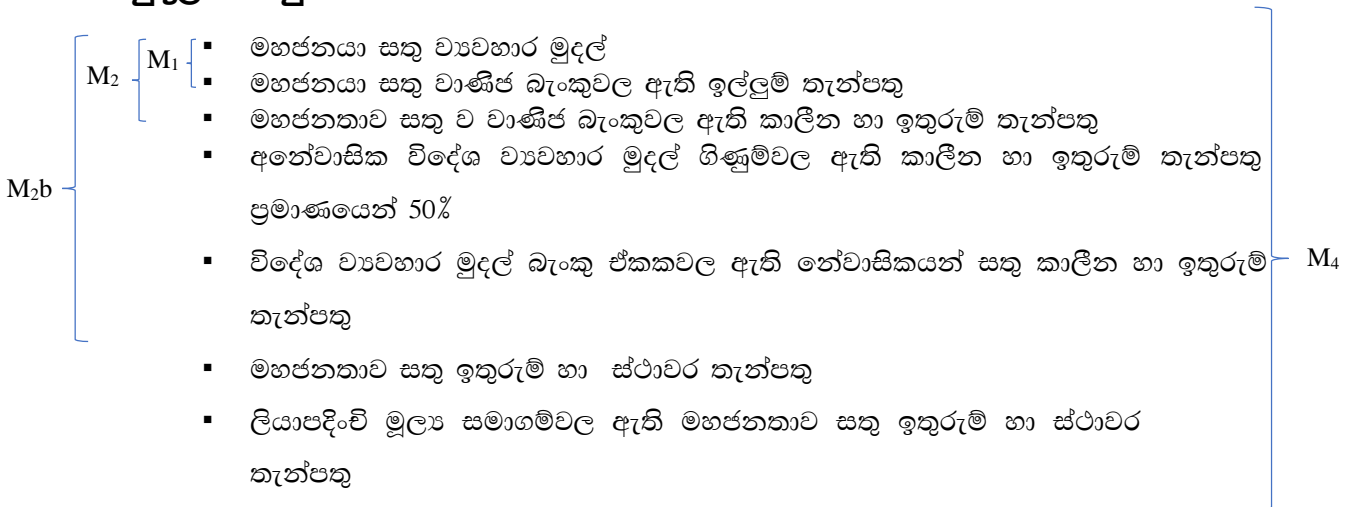 M₁ ▪ මහජනයා සතු ව්‍යවහාර මුදල්
M₂ ▪ මහජනයා සතු වාණිජ බැංකුවල ඇති ඉල්ලුම් තැන්පතු
▪ මහජනතාව සතු ව වාණිජ බැංකුවල ඇති කාලීන හා ඉතුරුම් තැන්පතු
▪ අනේවාසික විදේශ ව්‍යවහාර මුදල් ගිණුම්වල ඇති කාලීන හා ඉතුරුම් තැන්පතු
M₂b
ප්‍රමාණයෙන් 50%
▪ විදේශ ව්‍යවහාර මුදල් බැංකු ඒකකවල ඇති නේවාසිකයන් සතු කාලීන හා ඉතුරුම්
M₄
තැන්පතු
▪ මහජනතාව සතු ඉතුරුම් හා ස්ථාවර තැන්පතු
▪ ලියාපදිංචි මූල්‍ය සමාගම්වල ඇති මහජනතාව සතු ඉතුරුම් හා ස්ථාවර
තැන්පතු